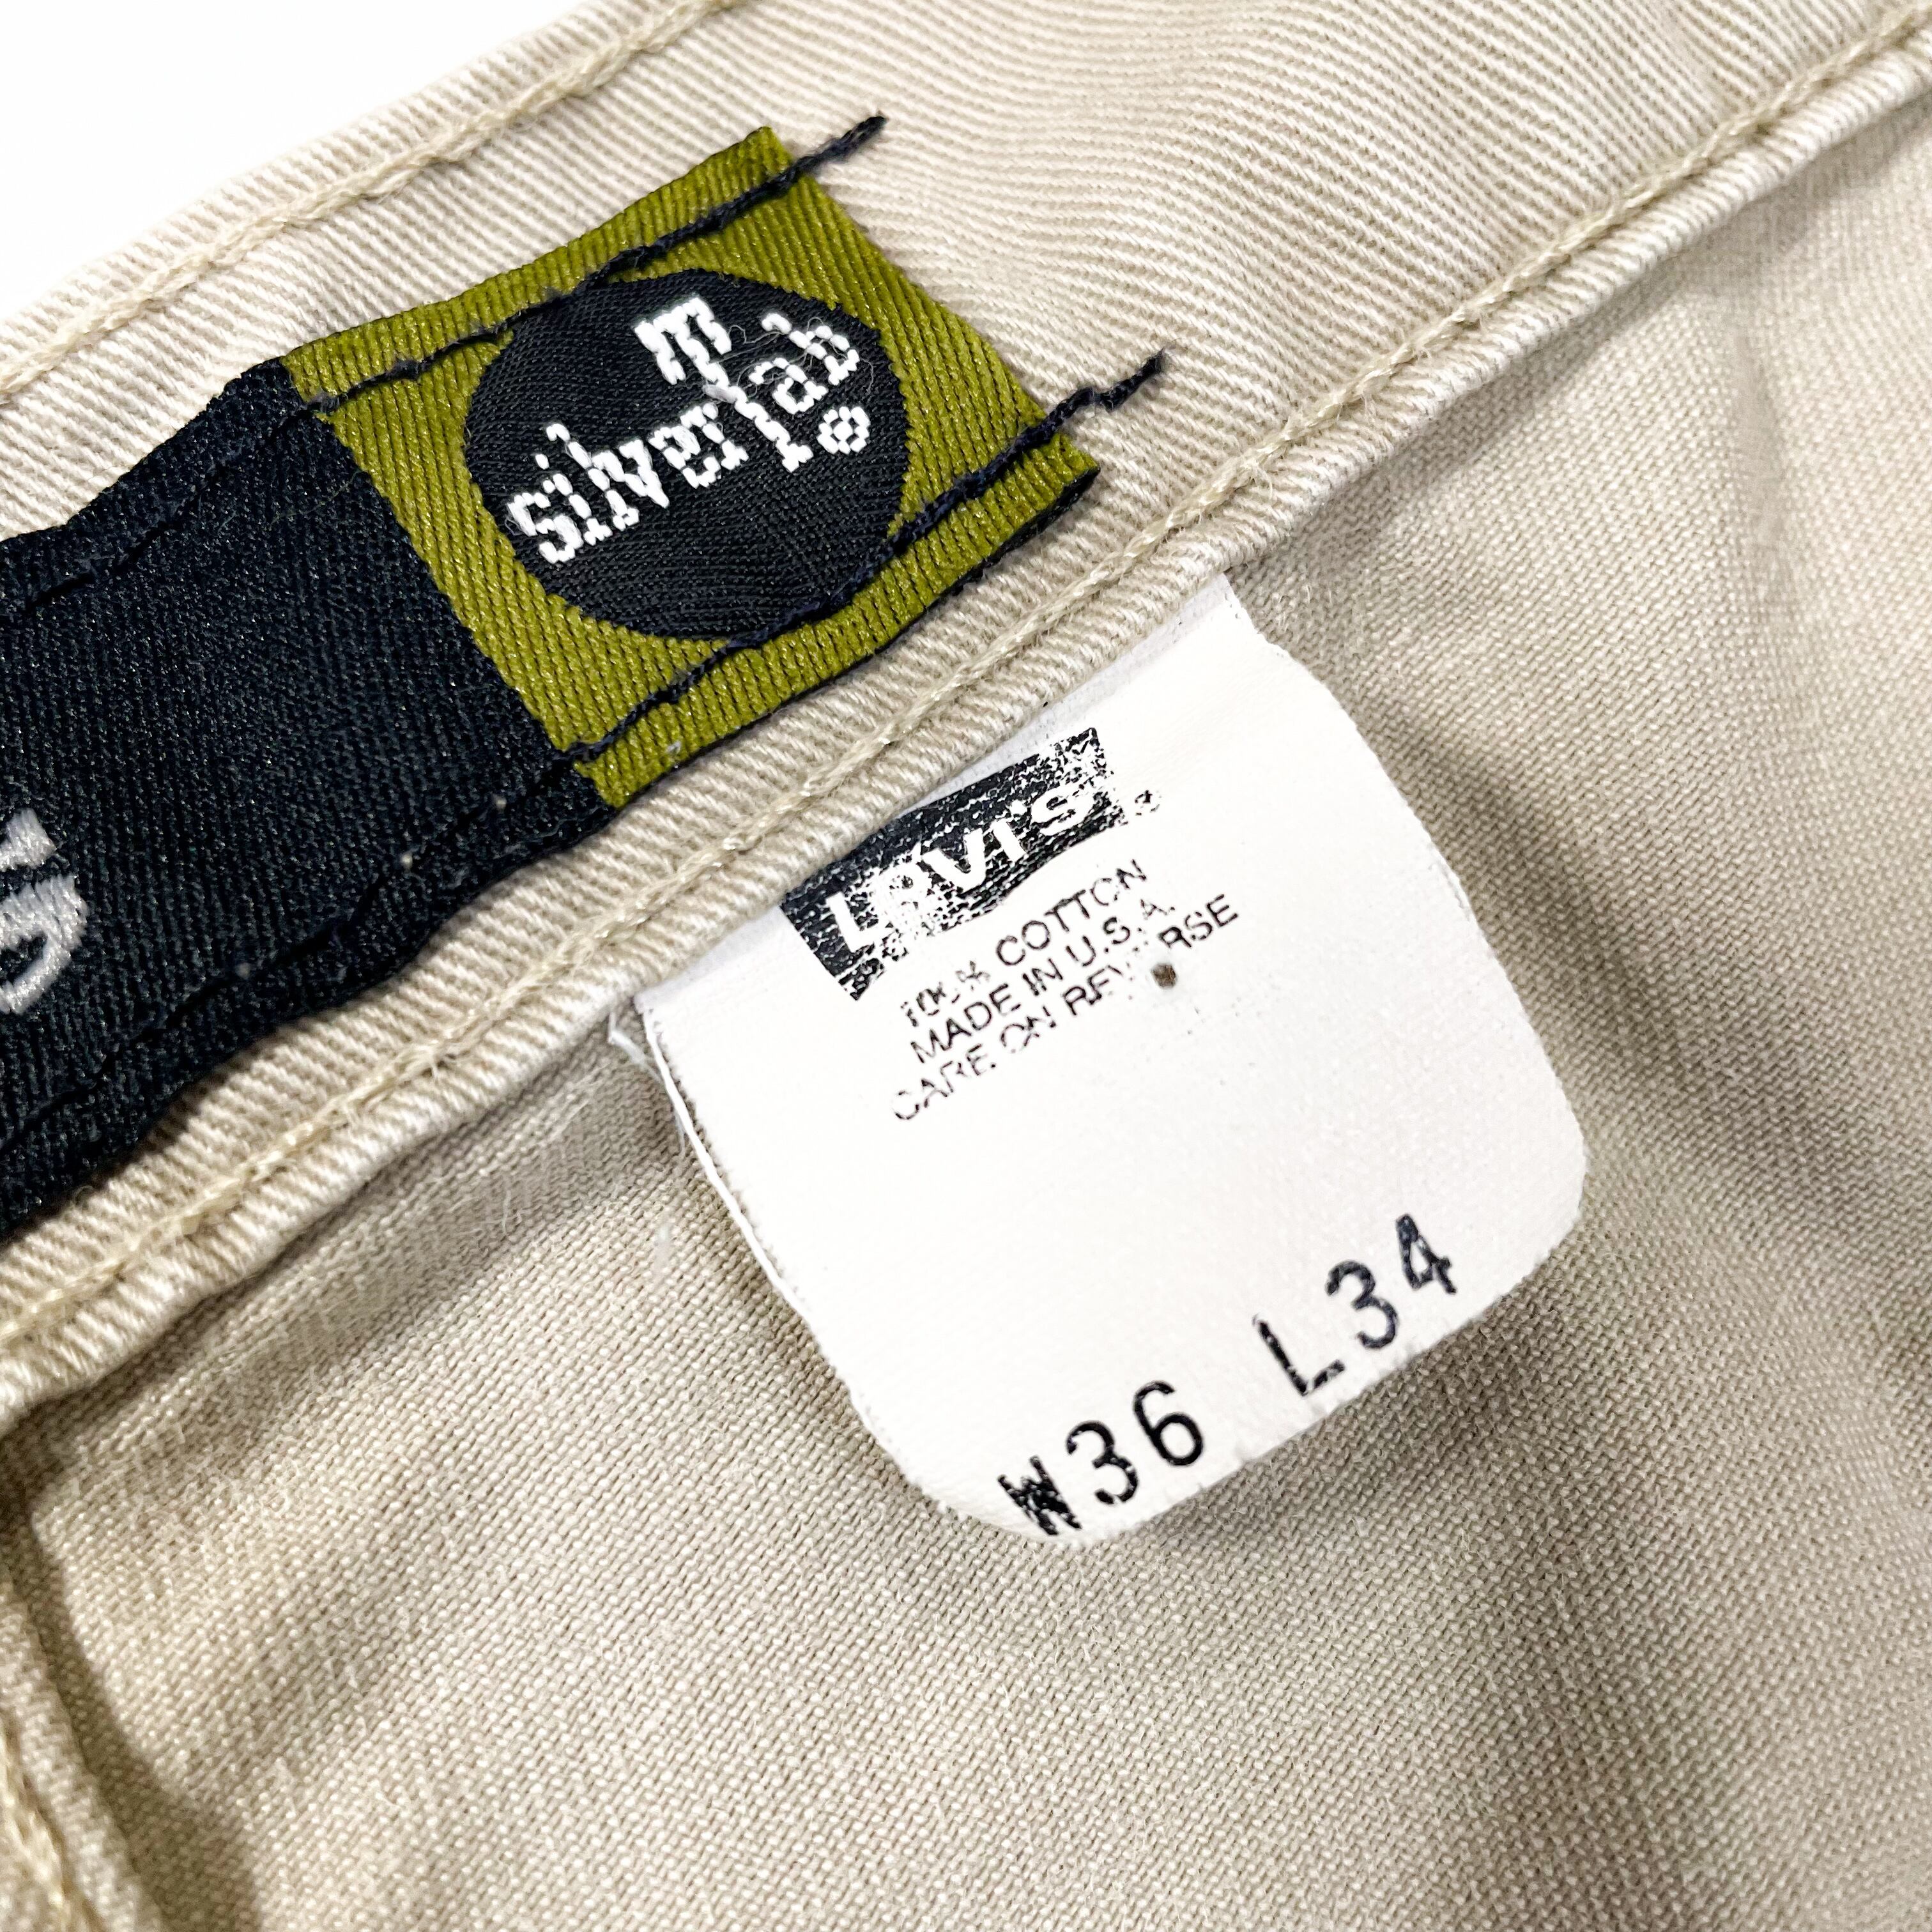 silverTab®
LEVI'S®
100% COTTON
MADE IN U.S.A.
CARE ON REVERSE
W36 L34